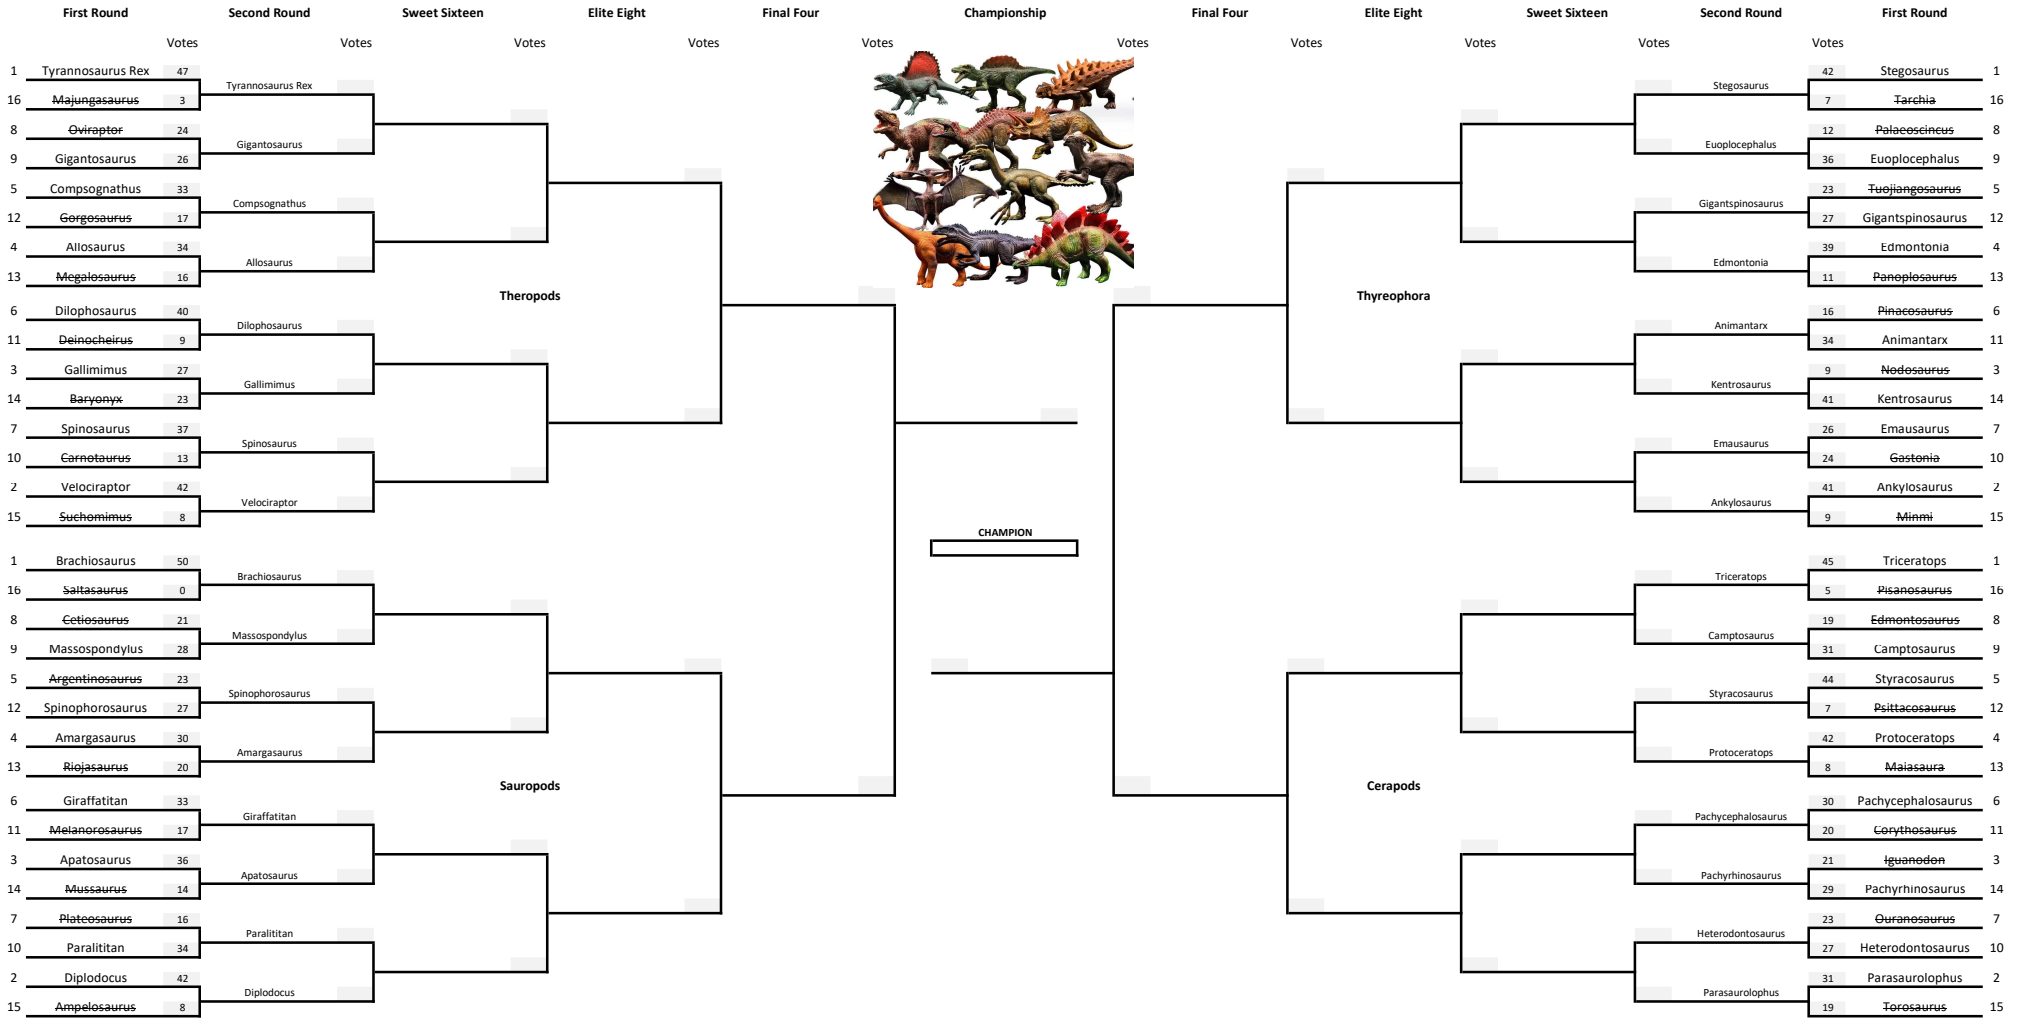 First Round Second Round Sweet Sixteen Elite Eight Final Four Championship Final Four Elite Eight Sweet Sixteen Second Round First Round
Votes Votes Votes Votes Votes Votes Votes Votes Votes Votes
1 Tyrannosaurus Rex 47
Tyrannosaurus Rex
16 Majungasaurus 3
8 Oviraptor 24
Gigantosaurus
9 Gigantosaurus 26
5 Compsognathus 33
Compsognathus
12 Gorgosaurus 17
4 Allosaurus 34
Allosaurus
13 Megalosaurus 16
Theropods
6 Dilophosaurus 40
Dilophosaurus
11 Deinocheirus 9
3 Gallimimus 27
Gallimimus
14 Baryonyx 23
7 Spinosaurus 37
Spinosaurus
10 Carnotaurus 13
2 Velociraptor 42
Velociraptor
15 Suchomimus 8
1 Brachiosaurus 50
Brachiosaurus
16 Saltasaurus 0
8 Cetiosaurus 21
Massospondylus
9 Massospondylus 28
5 Argentinosaurus 23
Spinophorosaurus
12 Spinophorosaurus 27
4 Amargasaurus 30
Amargasaurus
13 Riojasaurus 20
Sauropods
6 Giraffatitan 33
Giraffatitan
11 Melanorosaurus 17
3 Apatosaurus 36
Apatosaurus
14 Mussaurus 14
7 Plateosaurus 16
Paralititan
10 Paralititan 34
2 Diplodocus 42
Diplodocus
15 Ampelosaurus 8
CHAMPION
42 Stegosaurus 1
Stegosaurus
7 Tarchia 16
12 Palaeoscincus 8
Euoplocephalus
36 Euoplocephalus 9
23 Tuojiangosaurus 5
Gigantspinosaurus
27 Gigantspinosaurus 12
39 Edmontonia 4
Edmontonia
11 Panoplosaurus 13
Thyreophora
16 Pinacosaurus 6
Animantarx
34 Animantarx 11
9 Nodosaurus 3
Kentrosaurus
41 Kentrosaurus 14
26 Emausaurus 7
Emausaurus
24 Gastonia 10
41 Ankylosaurus 2
Ankylosaurus
9 Minmi 15
45 Triceratops 1
Triceratops
5 Pisanosaurus 16
19 Edmontosaurus 8
Camptosaurus
31 Camptosaurus 9
44 Styracosaurus 5
Styracosaurus
7 Psittacosaurus 12
42 Protoceratops 4
Protoceratops
8 Maiasaura 13
Cerapods
30 Pachycephalosaurus 6
Pachycephalosaurus
20 Corythosaurus 11
21 Iguanodon 3
Pachyrhinosaurus
29 Pachyrhinosaurus 14
23 Ouranosaurus 7
Heterodontosaurus
27 Heterodontosaurus 10
31 Parasaurolophus 2
Parasaurolophus
19 Torosaurus 15